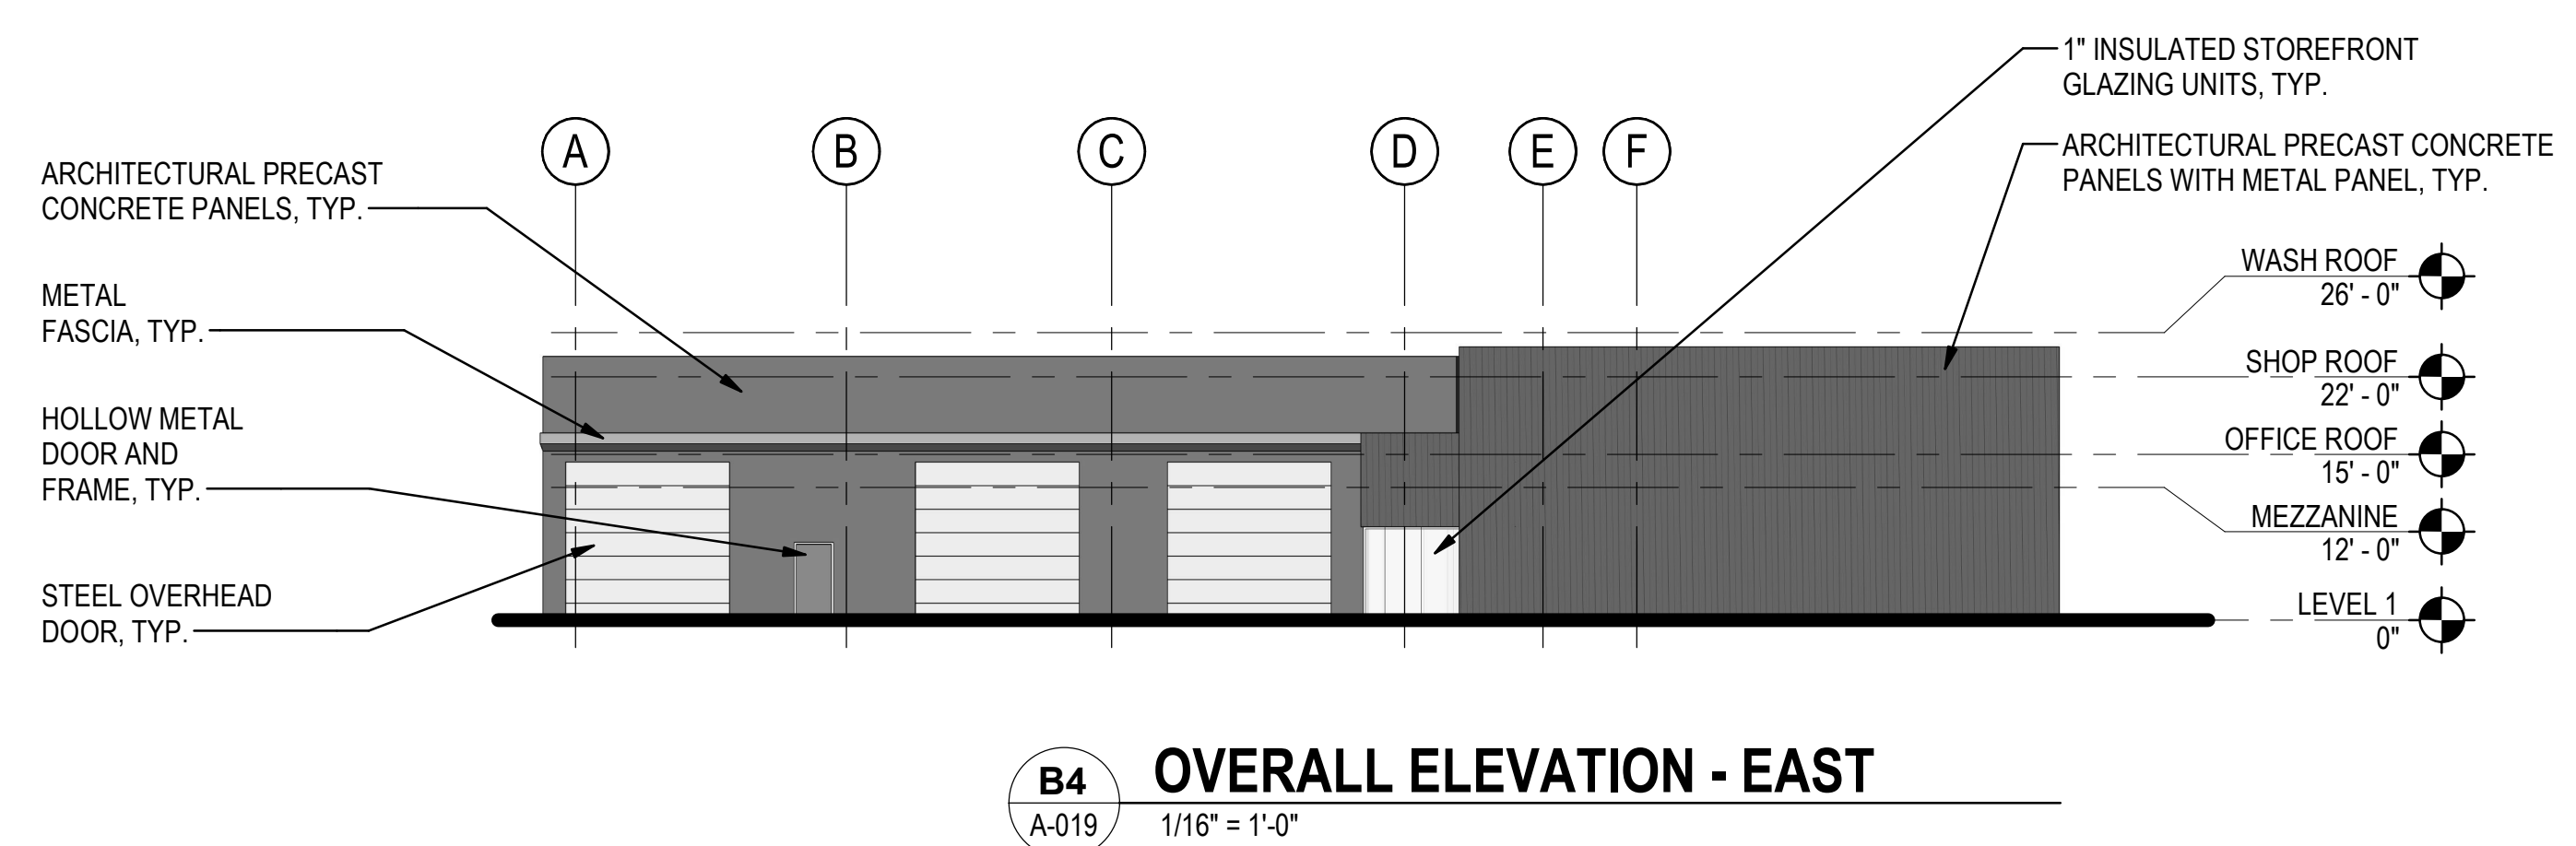 1" INSULATED STOREFRONT
GLAZING UNITS, TYP.
A
B
C
D
E
F
ARCHITECTURAL PRECAST CONCRETE
PANELS WITH METAL PANEL, TYP.
ARCHITECTURAL PRECAST
CONCRETE PANELS, TYP.
METAL
FASCIA, TYP.
HOLLOW METAL
DOOR AND
FRAME, TYP.
STEEL OVERHEAD
DOOR, TYP.
WASH ROOF
26' - 0"
SHOP ROOF
22' - 0"
OFFICE ROOF
15' - 0"
MEZZANINE
12' - 0"
LEVEL 1
0"
B4
A-019
OVERALL ELEVATION - EAST
1/16" = 1'-0"